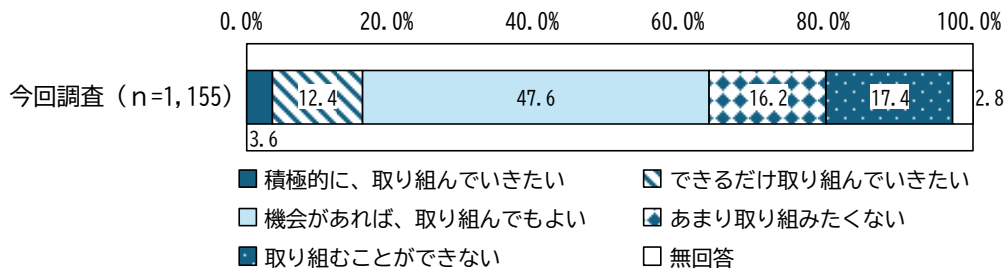 0.0% 20.0% 40.0% 60.0% 80.0% 100.0%
今回調査（ｎ=1,155） 12.4 47.6 16.2 17.4 2.8
3.6
積極的に、取り組んでいきたい できるだけ取り組んでいきたい
機会があれば、取り組んでもよい あまり取り組みたくない
取り組むことができない 無回答